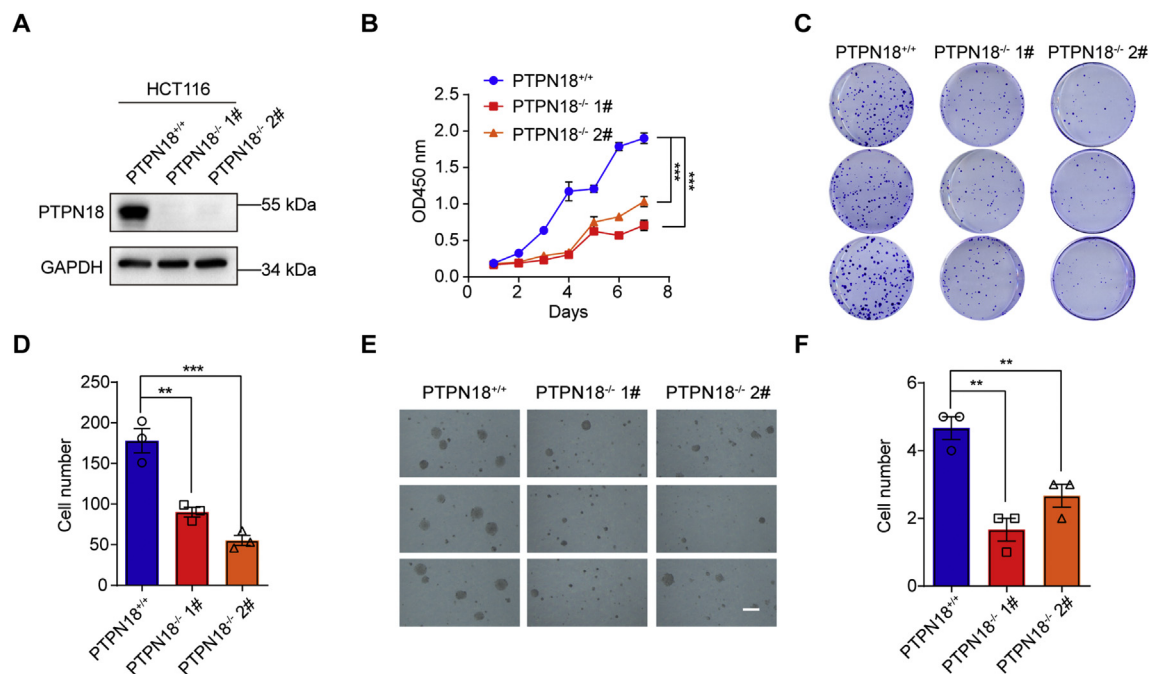 A
HCT116
PTPN18+/+
PTPN18-/- 1#
PTPN18-/- 2#
PTPN18
55 kDa
GAPDH
34 kDa
B
PTPN18+/+
PTPN18-/- 1#
PTPN18-/- 2#
2.5
2.0
1.5
1.0
0.5
0.0
OD450 nm
0 2 4 6 8
Days
***
***
C
PTPN18+/+ PTPN18-/- 1# PTPN18-/- 2#
D
250
200
150
100
50
0
Cell number
***
**
PTPN18+/+
PTPN18-/- 1#
PTPN18-/- 2#
E
PTPN18+/+ PTPN18-/- 1# PTPN18-/- 2#
F
6
4
2
0
Cell number
**
**
PTPN18+/+
PTPN18-/- 1#
PTPN18-/- 2#